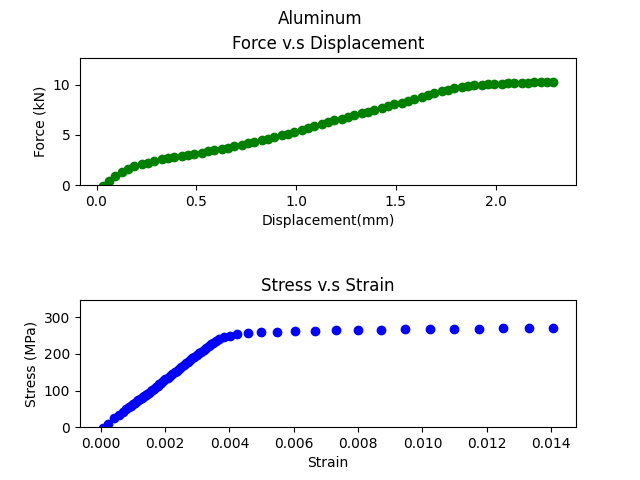 Aluminum
Force v.s Displacement
10
5
0
Force (kN)
0.0 0.5 1.0 1.5 2.0
Displacement(mm)
Stress v.s Strain
300
200
100
0
Stress (MPa)
0.000 0.002 0.004 0.006 0.008 0.010 0.012 0.014
Strain